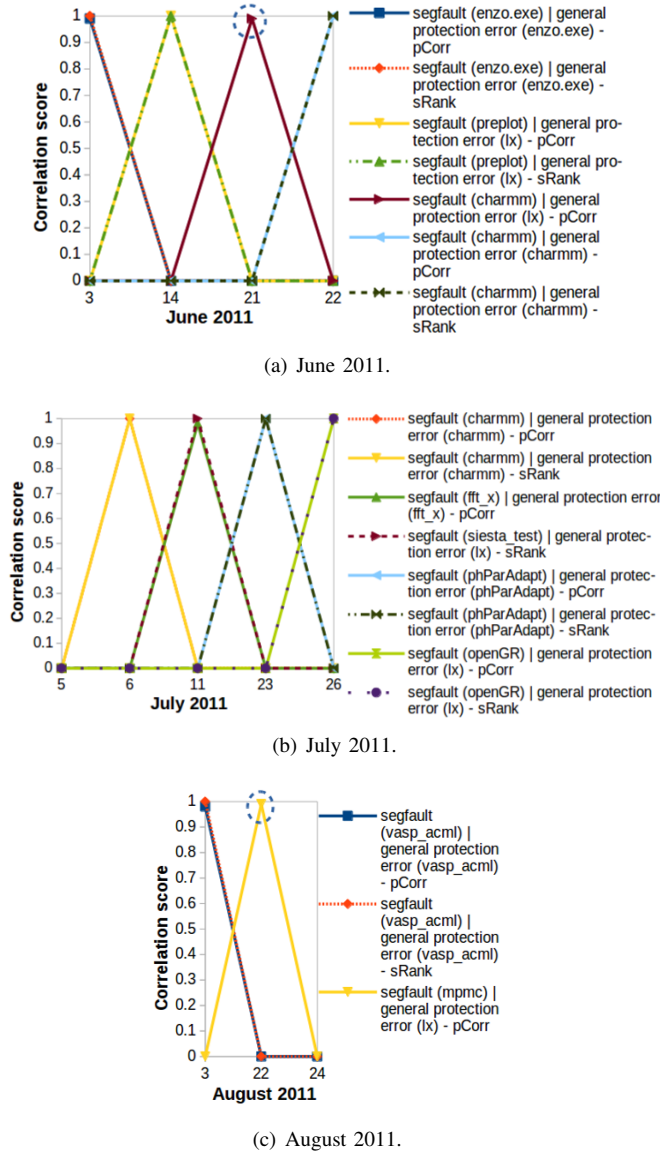 Correlation score
1
0.9
0.8
0.7
0.6
0.5
0.4
0.3
0.2
0.1
0
3 14 21 22
June 2011
segfault (enzo.exe) | general
protection error (enzo.exe) -
pCorr
segfault (enzo.exe) | general
protection error (enzo.exe) -
sRank
segfault (preplot) | general pro-
tection error (lx) - pCorr
segfault (preplot) | general pro-
tection error (lx) - sRank
segfault (charmm) | general
protection error (lx) - pCorr
segfault (charmm) | general
protection error (charmm) -
pCorr
segfault (charmm) | general
protection error (charmm) -
sRank
(a) June 2011.
Correlation score
1
0.9
0.8
0.7
0.6
0.5
0.4
0.3
0.2
0.1
0
5 6 11 23 26
July 2011
segfault (charmm) | general protection
error (charmm) - pCorr
segfault (charmm) | general protection
error (charmm) - sRank
segfault (fft_x) | general protection error
(fft_x) - pCorr
segfault (siesta_test) | general protec-
tion error (lx) - sRank
segfault (phParAdapt) | general protec-
tion error (phParAdapt) - pCorr
segfault (phParAdapt) | general protec-
tion error (phParAdapt) - sRank
segfault (openGR) | general protection
error (lx) - pCorr
segfault (openGR) | general protection
error (lx) - sRank
(b) July 2011.
Correlation score
1
0.9
0.8
0.7
0.6
0.5
0.4
0.3
0.2
0.1
0
3 22 24
August 2011
segfault
(vasp_acml) |
general protection
error (vasp_acml)
- pCorr
segfault
(vasp_acml) |
general protection
error (vasp_acml)
- sRank
segfault (mpmc) |
general protection
error (lx) - pCorr
(c) August 2011.